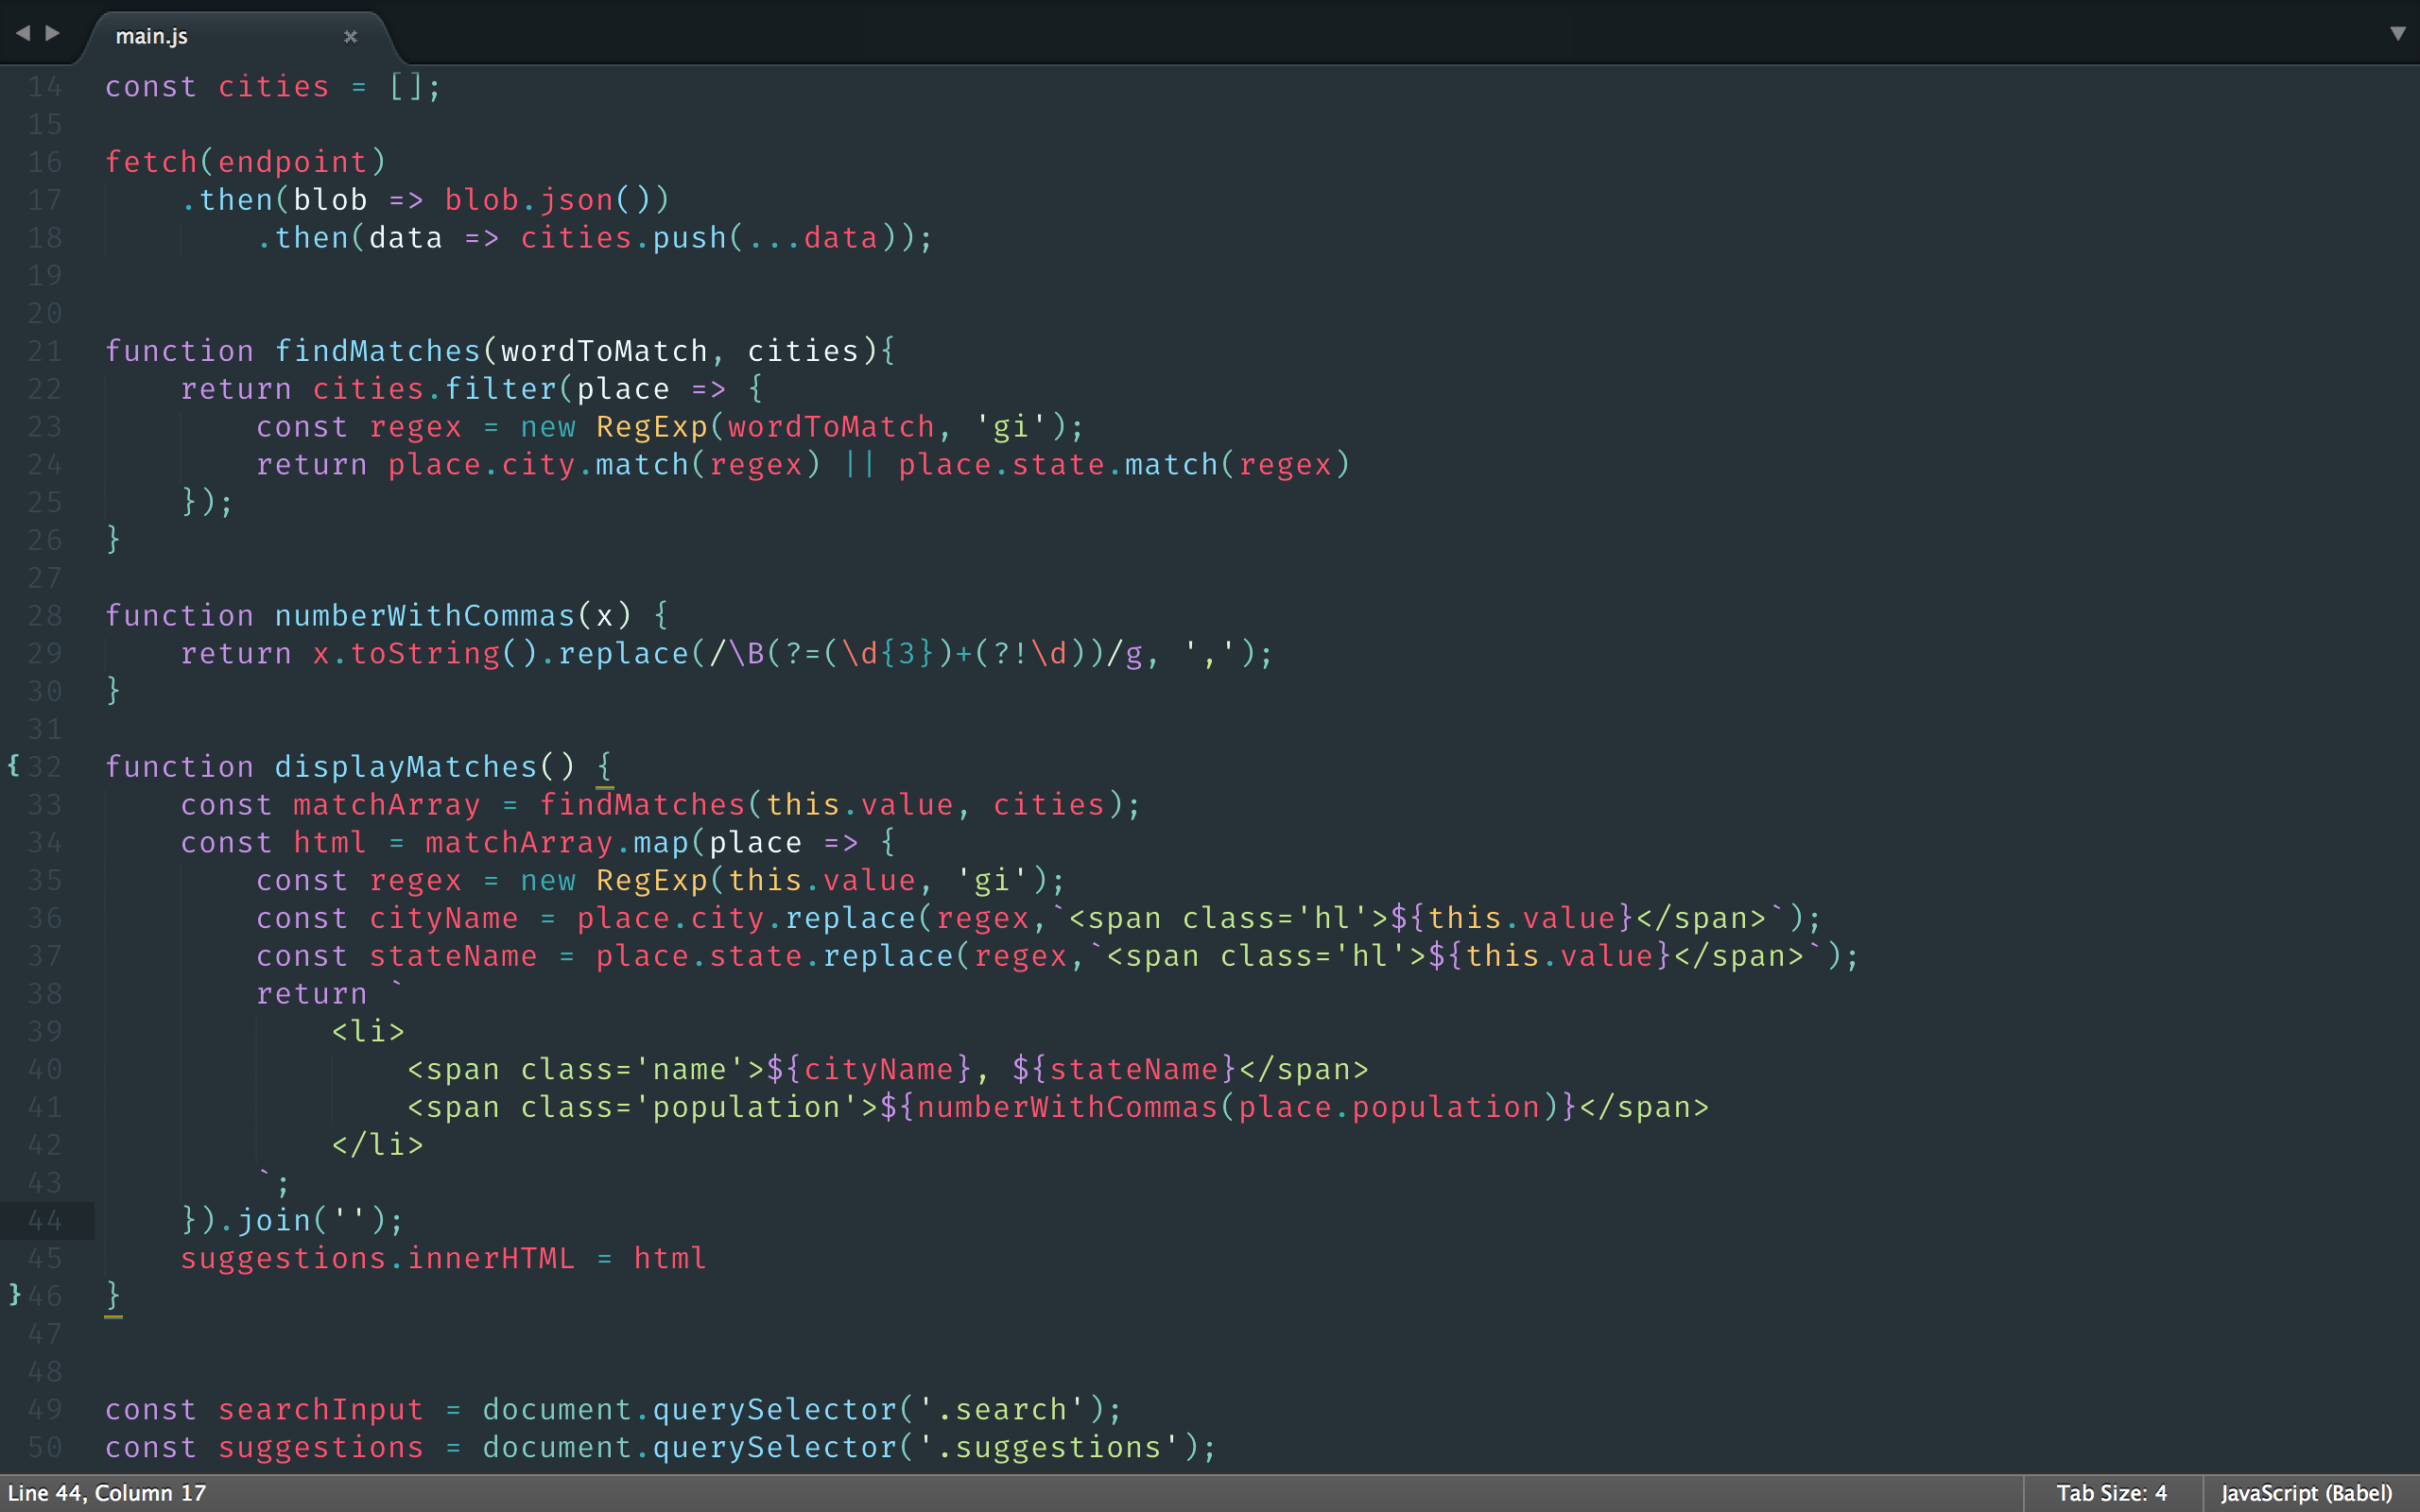 main.js
14 const cities = [];
15
16 fetch(endpoint)
17     .then(blob => blob.json())
18         .then(data => cities.push(...data));
19
20
21 function findMatches(wordToMatch, cities){
22     return cities.filter(place => {
23         const regex = new RegExp(wordToMatch, 'gi');
24         return place.city.match(regex) || place.state.match(regex)
25     });
26 }
27
28 function numberWithCommas(x) {
29     return x.toString().replace(/\B(?=(\d{3})+(?!\d))/g, ',');
30 }
31
{32 function displayMatches() {
33     const matchArray = findMatches(this.value, cities);
34     const html = matchArray.map(place => {
35         const regex = new RegExp(this.value, 'gi');
36         const cityName = place.city.replace(regex,`<span class='hl'>${this.value}</span>`);
37         const stateName = place.state.replace(regex,`<span class='hl'>${this.value}</span>`);
38         return `
39             <li>
40                 <span class='name'>${cityName}, ${stateName}</span>
41                 <span class='population'>${numberWithCommas(place.population)}</span>
42             </li>
43         `;
44     }).join('');
45     suggestions.innerHTML = html
}46 }
47
48
49 const searchInput = document.querySelector('.search');
50 const suggestions = document.querySelector('.suggestions');
Line 44, Column 17 Tab Size: 4 JavaScript (Babel)